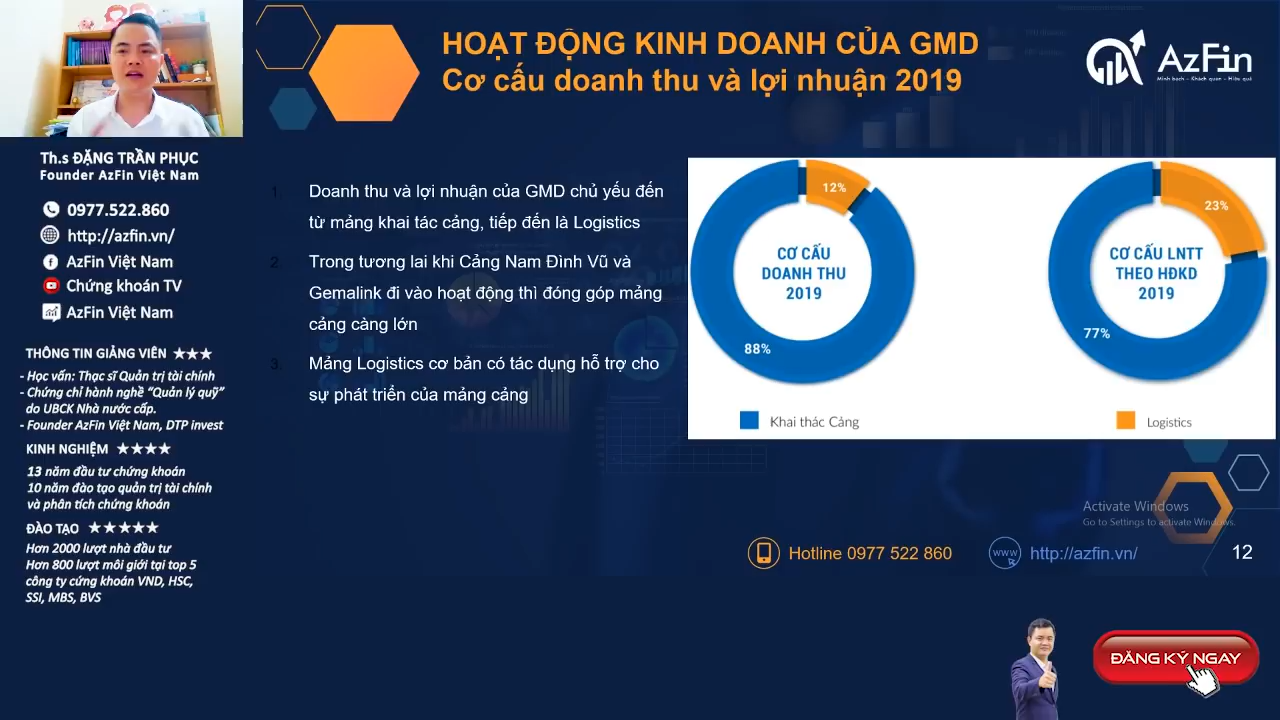 HOẠT ĐỘNG KINH DOANH CỦA GMD
Cơ cấu doanh thu và lợi nhuận 2019
AzFin
Minh bạch - Khách quan - Hiệu quả
Th.s ĐẶNG TRẦN PHỤC
Founder AzFin Việt Nam
0977.522.860
http://azfin.vn/
AzFin Việt Nam
Chứng khoán TV
AzFin Việt Nam
THÔNG TIN GIẢNG VIÊN ★★★
- Học vấn: Thạc sĩ Quản trị tài chính
- Chứng chỉ hành nghề "Quản lý quỹ"
do UBCK Nhà nước cấp.
- Founder AzFin Việt Nam, DTP invest
KINH NGHIỆM ★★★★
13 năm đầu tư chứng khoán
10 năm đào tạo quản trị tài chính
và phân tích chứng khoán
ĐÀO TẠO ★★★★★
Hơn 2000 lượt nhà đầu tư
Hơn 800 lượt môi giới tại top 5
công ty cứng khoán VND, HSC,
SSI, MBS, BVS
1. Doanh thu và lợi nhuận của GMD chủ yếu đến
từ mảng khai tác cảng, tiếp đến là Logistics
2. Trong tương lai khi Cảng Nam Đình Vũ và
Gemalink đi vào hoạt động thì đóng góp mảng
cảng càng lớn
3. Mảng Logistics cơ bản có tác dụng hỗ trợ cho
sự phát triển của mảng cảng
12%
CƠ CẤU
DOANH THU
2019
88%
23%
CƠ CẤU LNTT
THEO HĐKD
2019
77%
Khai thác Cảng
Logistics
Activate Windows
Go to Settings to activate Windows.
Hotline 0977 522 860
www
http://azfin.vn/
12
ĐĂNG KÝ NGAY